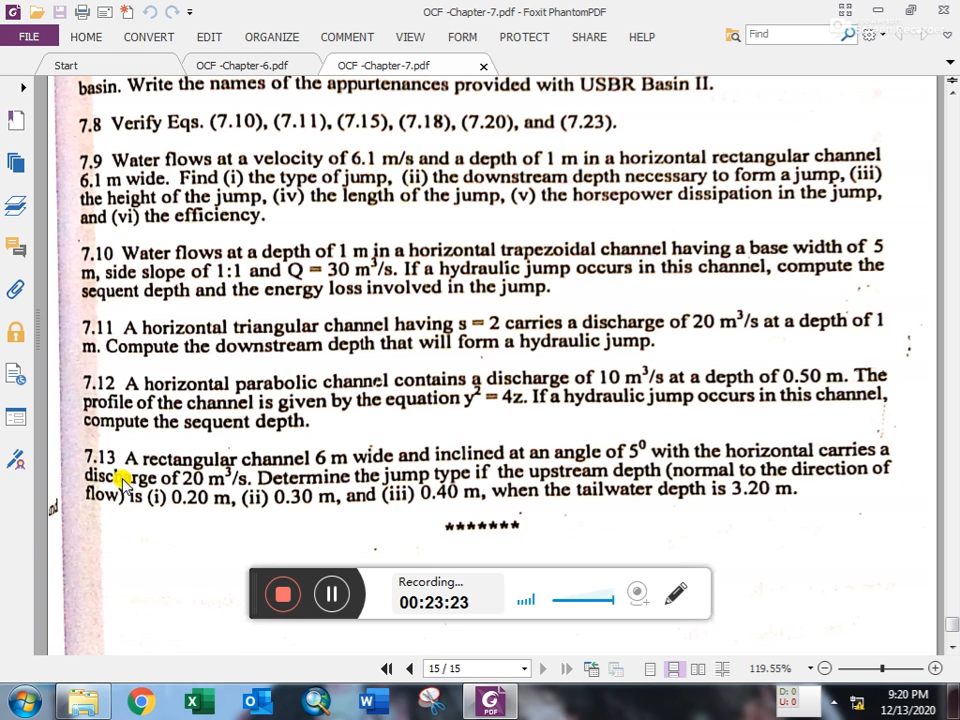 OCF -Chapter-7.pdf - Foxit PhantomPDF
FILE HOME CONVERT EDIT ORGANIZE COMMENT VIEW FORM PROTECT SHARE HELP Find
Start OCF -Chapter-6.pdf OCF -Chapter-7.pdf
basin. Write the names of the appurtenances provided with USBR Basin II.
7.8 Verify Eqs. (7.10), (7.11), (7.15), (7.18), (7.20), and (7.23).
7.9 Water flows at a velocity of 6.1 m/s and a depth of 1 m in a horizontal rectangular channel
6.1 m wide. Find (i) the type of jump, (ii) the downstream depth necessary to form a jump, (iii)
the height of the jump, (iv) the length of the jump, (v) the horsepower dissipation in the jump,
and (vi) the efficiency.
7.10 Water flows at a depth of 1 m in a horizontal trapezoidal channel having a base width of 5
m, side slope of 1:1 and Q = 30 m³/s. If a hydraulic jump occurs in this channel, compute the
sequent depth and the energy loss involved in the jump.
7.11 A horizontal triangular channel having s = 2 carries a discharge of 20 m³/s at a depth of 1
m. Compute the downstream depth that will form a hydraulic jump.
7.12 A horizontal parabolic channel contains a discharge of 10 m³/s at a depth of 0.50 m. The
profile of the channel is given by the equation y² = 4z. If a hydraulic jump occurs in this channel,
compute the sequent depth.
7.13 A rectangular channel 6 m wide and inclined at an angle of 5⁰ with the horizontal carries a
discharge of 20 m³/s. Determine the jump type if the upstream depth (normal to the direction of
flow) is (i) 0.20 m, (ii) 0.30 m, and (iii) 0.40 m, when the tailwater depth is 3.20 m.
*******
Recording...
00:23:23
15 / 15 119.55%
D: 0
U: 0
9:20 PM
12/13/2020